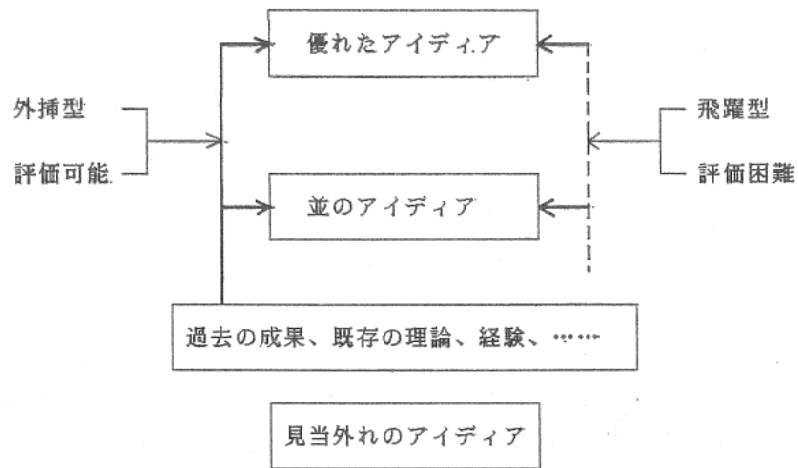 優れたアイディア
外挿型
飛躍型
評価可能
評価困難
並のアイディア
過去の成果、既存の理論、経験、……
見当外れのアイディア